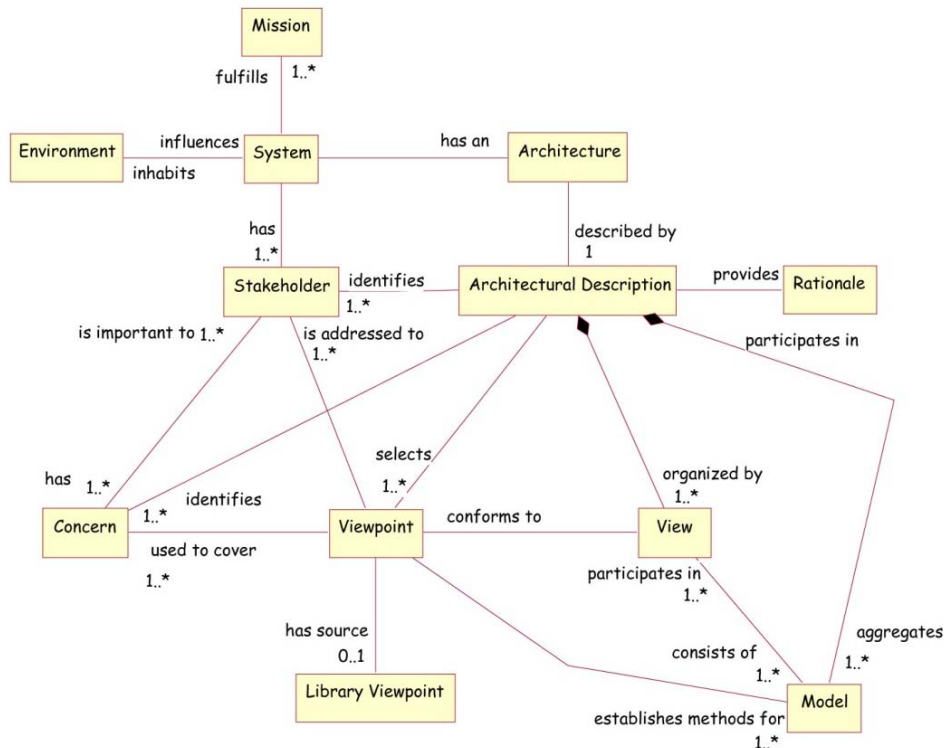 Mission
fulfills
1..*
Environment
influences
inhabits
System
has an
Architecture
has
1..*
described by
1
Stakeholder
identifies
1..*
Architectural Description
provides
Rationale
is important to 1..*
is addressed to
1..*
participates in
selects
1..*
organized by
1..*
has
1..*
identifies
1..*
Concern
used to cover
1..*
Viewpoint
conforms to
View
participates in
1..*
has source
0..1
consists of
1..*
aggregates
1..*
Library Viewpoint
Model
establishes methods for
1..*